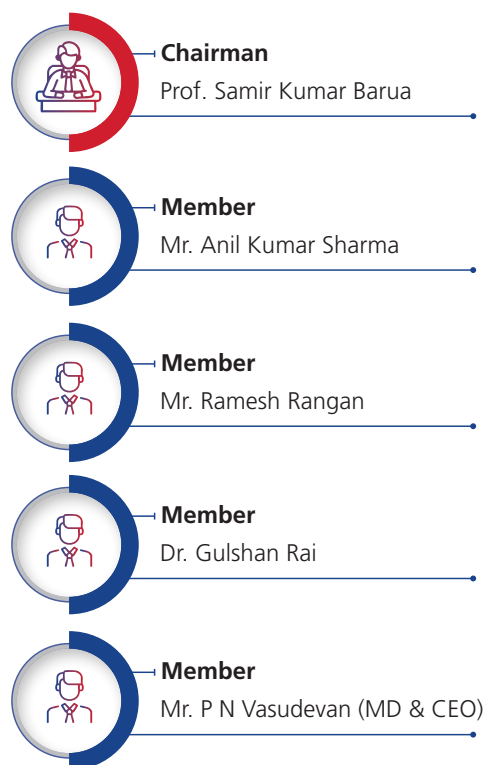 Chairman
Prof. Samir Kumar Barua
Member
Mr. Anil Kumar Sharma
Member
Mr. Ramesh Rangan
Member
Dr. Gulshan Rai
Member
Mr. P N Vasudevan (MD & CEO)